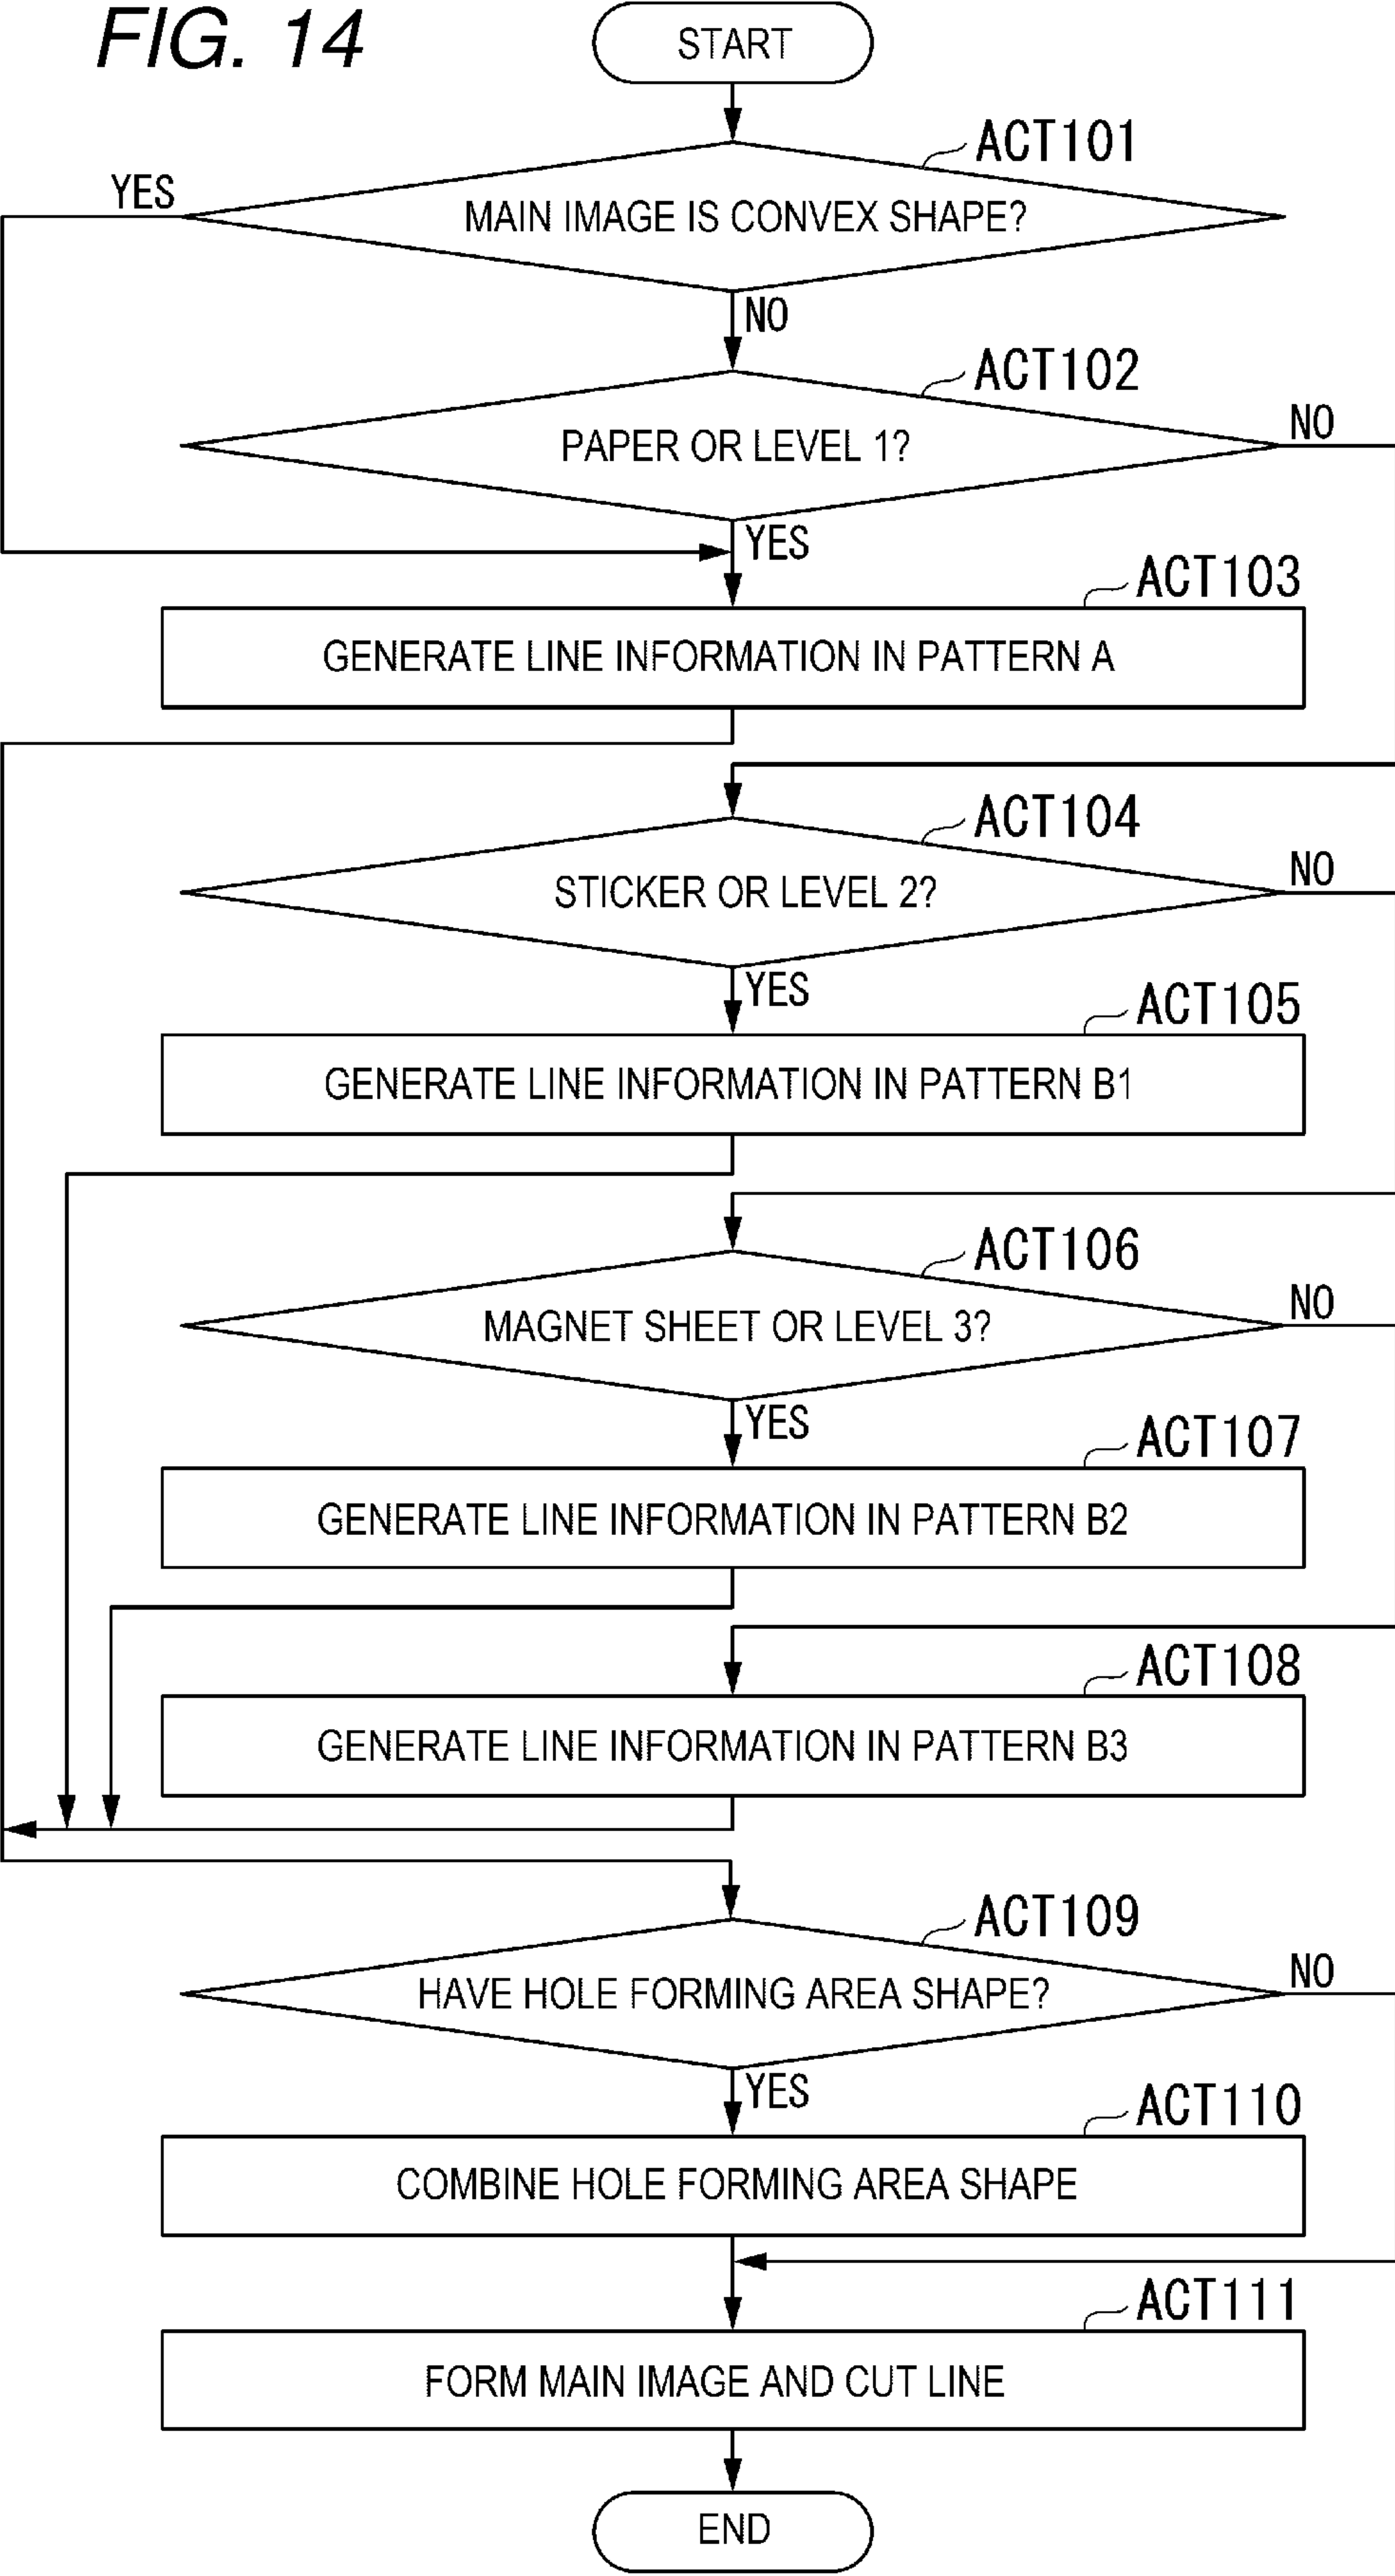 FIG. 14
START
ACT101
YES
MAIN IMAGE IS CONVEX SHAPE?
NO
ACT102
NO
PAPER OR LEVEL 1?
YES
ACT103
GENERATE LINE INFORMATION IN PATTERN A
ACT104
NO
STICKER OR LEVEL 2?
YES
ACT105
GENERATE LINE INFORMATION IN PATTERN B1
ACT106
NO
MAGNET SHEET OR LEVEL 3?
YES
ACT107
GENERATE LINE INFORMATION IN PATTERN B2
ACT108
GENERATE LINE INFORMATION IN PATTERN B3
ACT109
NO
HAVE HOLE FORMING AREA SHAPE?
YES
ACT110
COMBINE HOLE FORMING AREA SHAPE
ACT111
FORM MAIN IMAGE AND CUT LINE
END